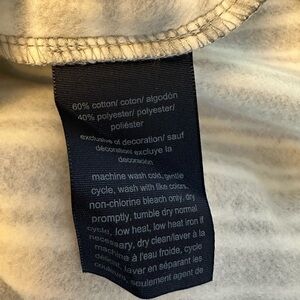 60% cotton/ coton/ algodón
40% polyester/ polyester/
poliéster
exclusive of decoration/ sauf
décoration excluye la
decoración
machine wash cold, gentle
cycle, wash with like colors,
non-chlorine bleach only, dry
promptly, tumble dry normal
cycle, low heat, low heat iron if
necessary, dry clean/laver à la
machine à l'eau froide, cycle
délicat, laver en séparant les
couleurs, seulement agent de